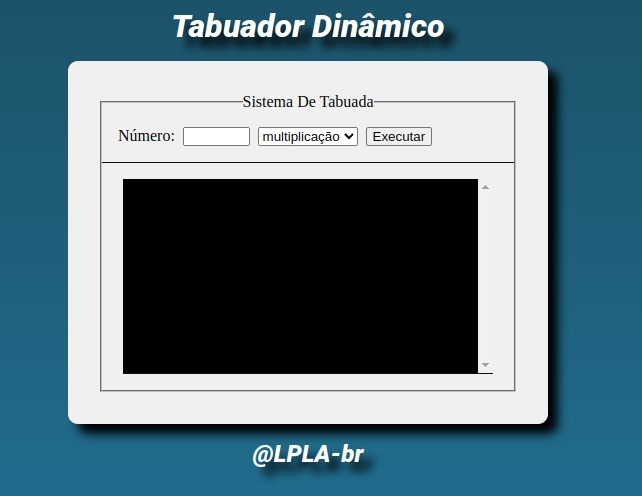 Tabuador Dinâmico
Sistema De Tabuada
Número: multiplicação Executar
@LPLA-br